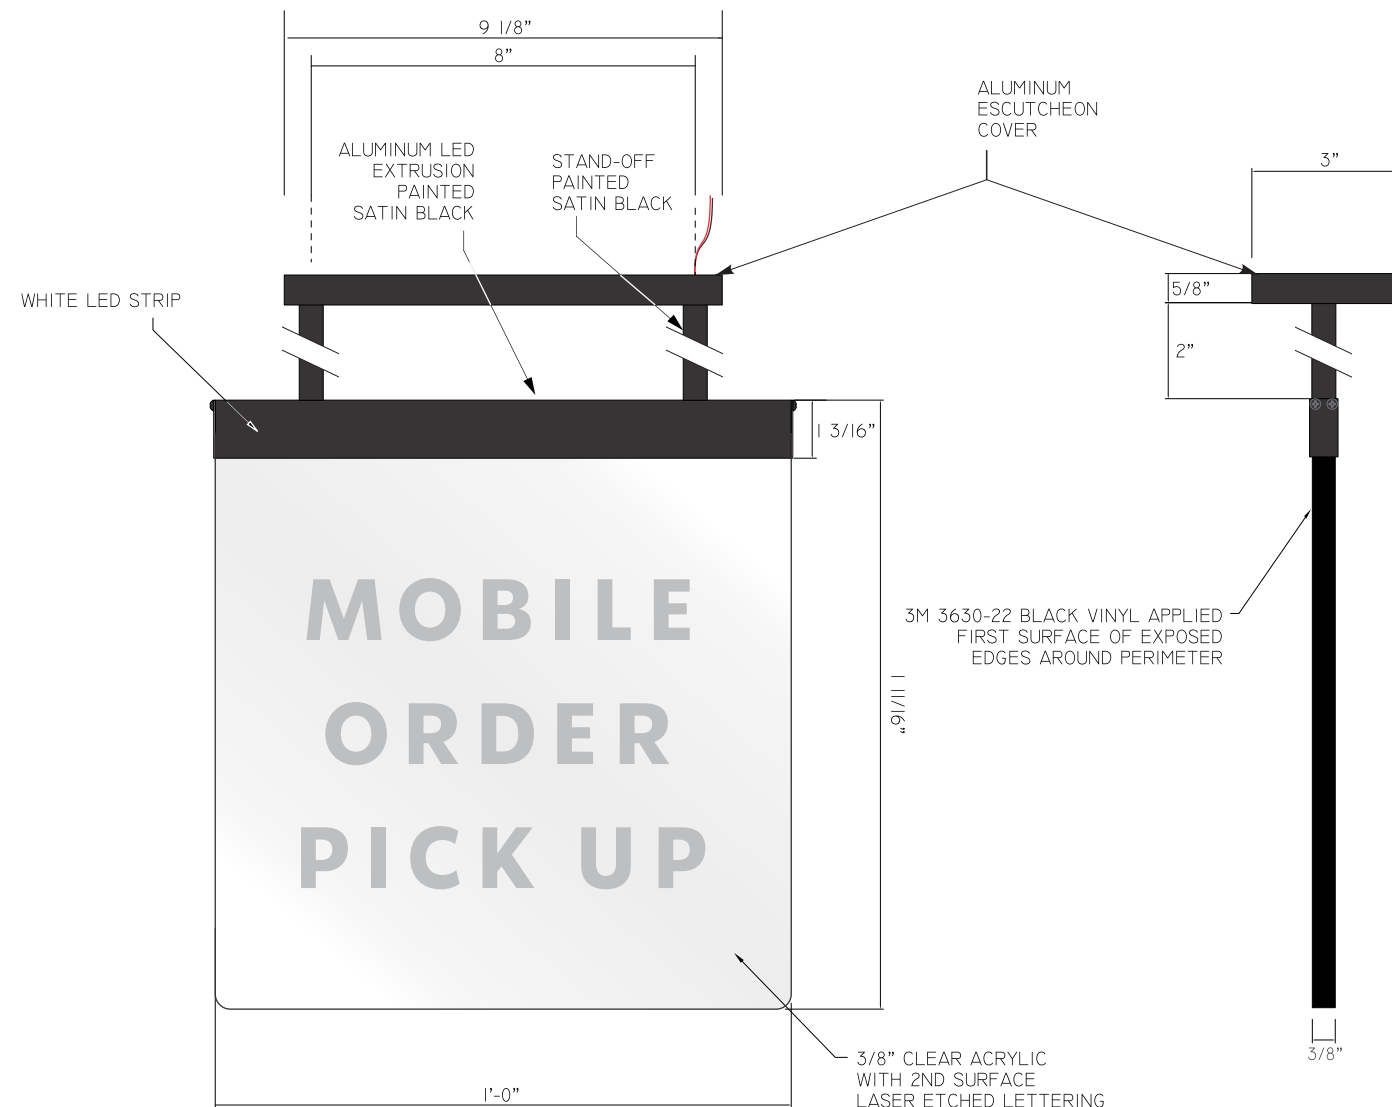 9 1/8”
8”
ALUMINUM
ESCUTCHEON
COVER
3”
ALUMINUM LED
EXTRUSION
PAINTED
SATIN BLACK
STAND-OFF
PAINTED
SATIN BLACK
WHITE LED STRIP
5/8”
2”
1 3/16”
MOBILE
ORDER
PICK UP
1 11/16”
3M 3630-22 BLACK VINYL APPLIED
FIRST SURFACE OF EXPOSED
EDGES AROUND PERIMETER
3/8”
3/8” CLEAR ACRYLIC
WITH 2ND SURFACE
LASER ETCHED LETTERING
1’-0”